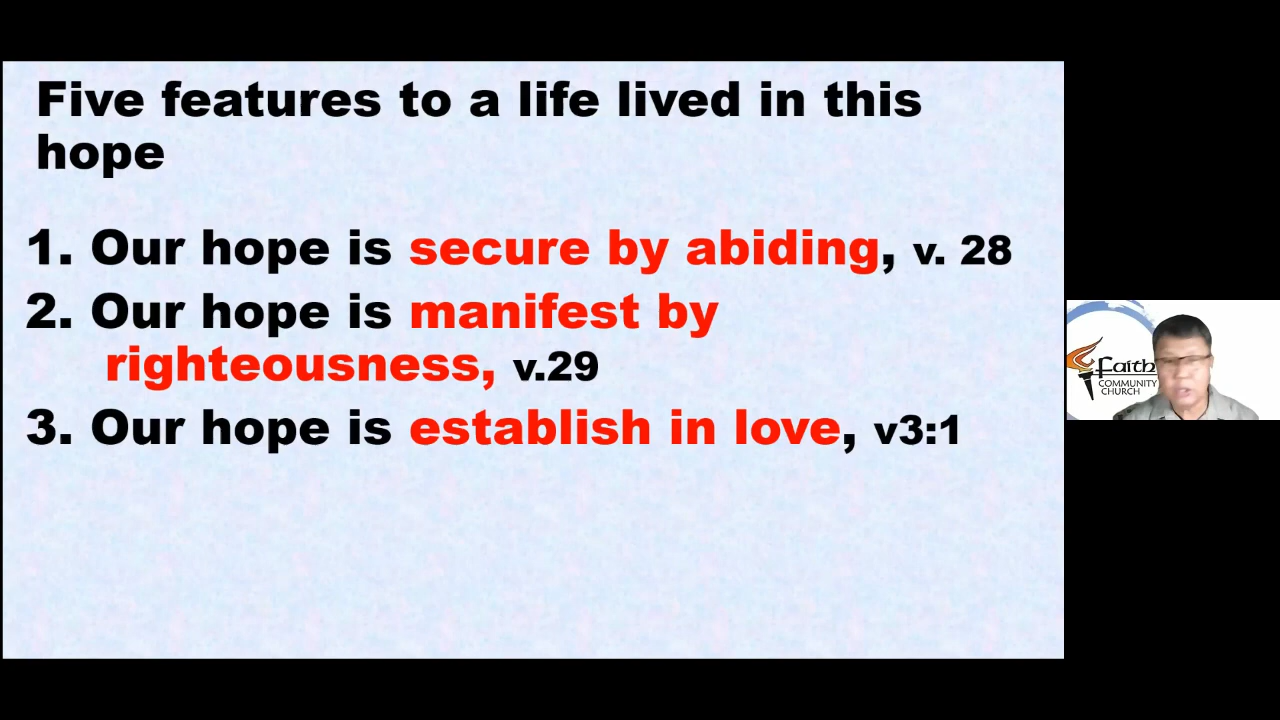 Five features to a life lived in this
hope
1. Our hope is secure by abiding, v. 28
2. Our hope is manifest by
righteousness, v.29
3. Our hope is establish in love, v3:1
Faith
COMMUNITY
CHURCH